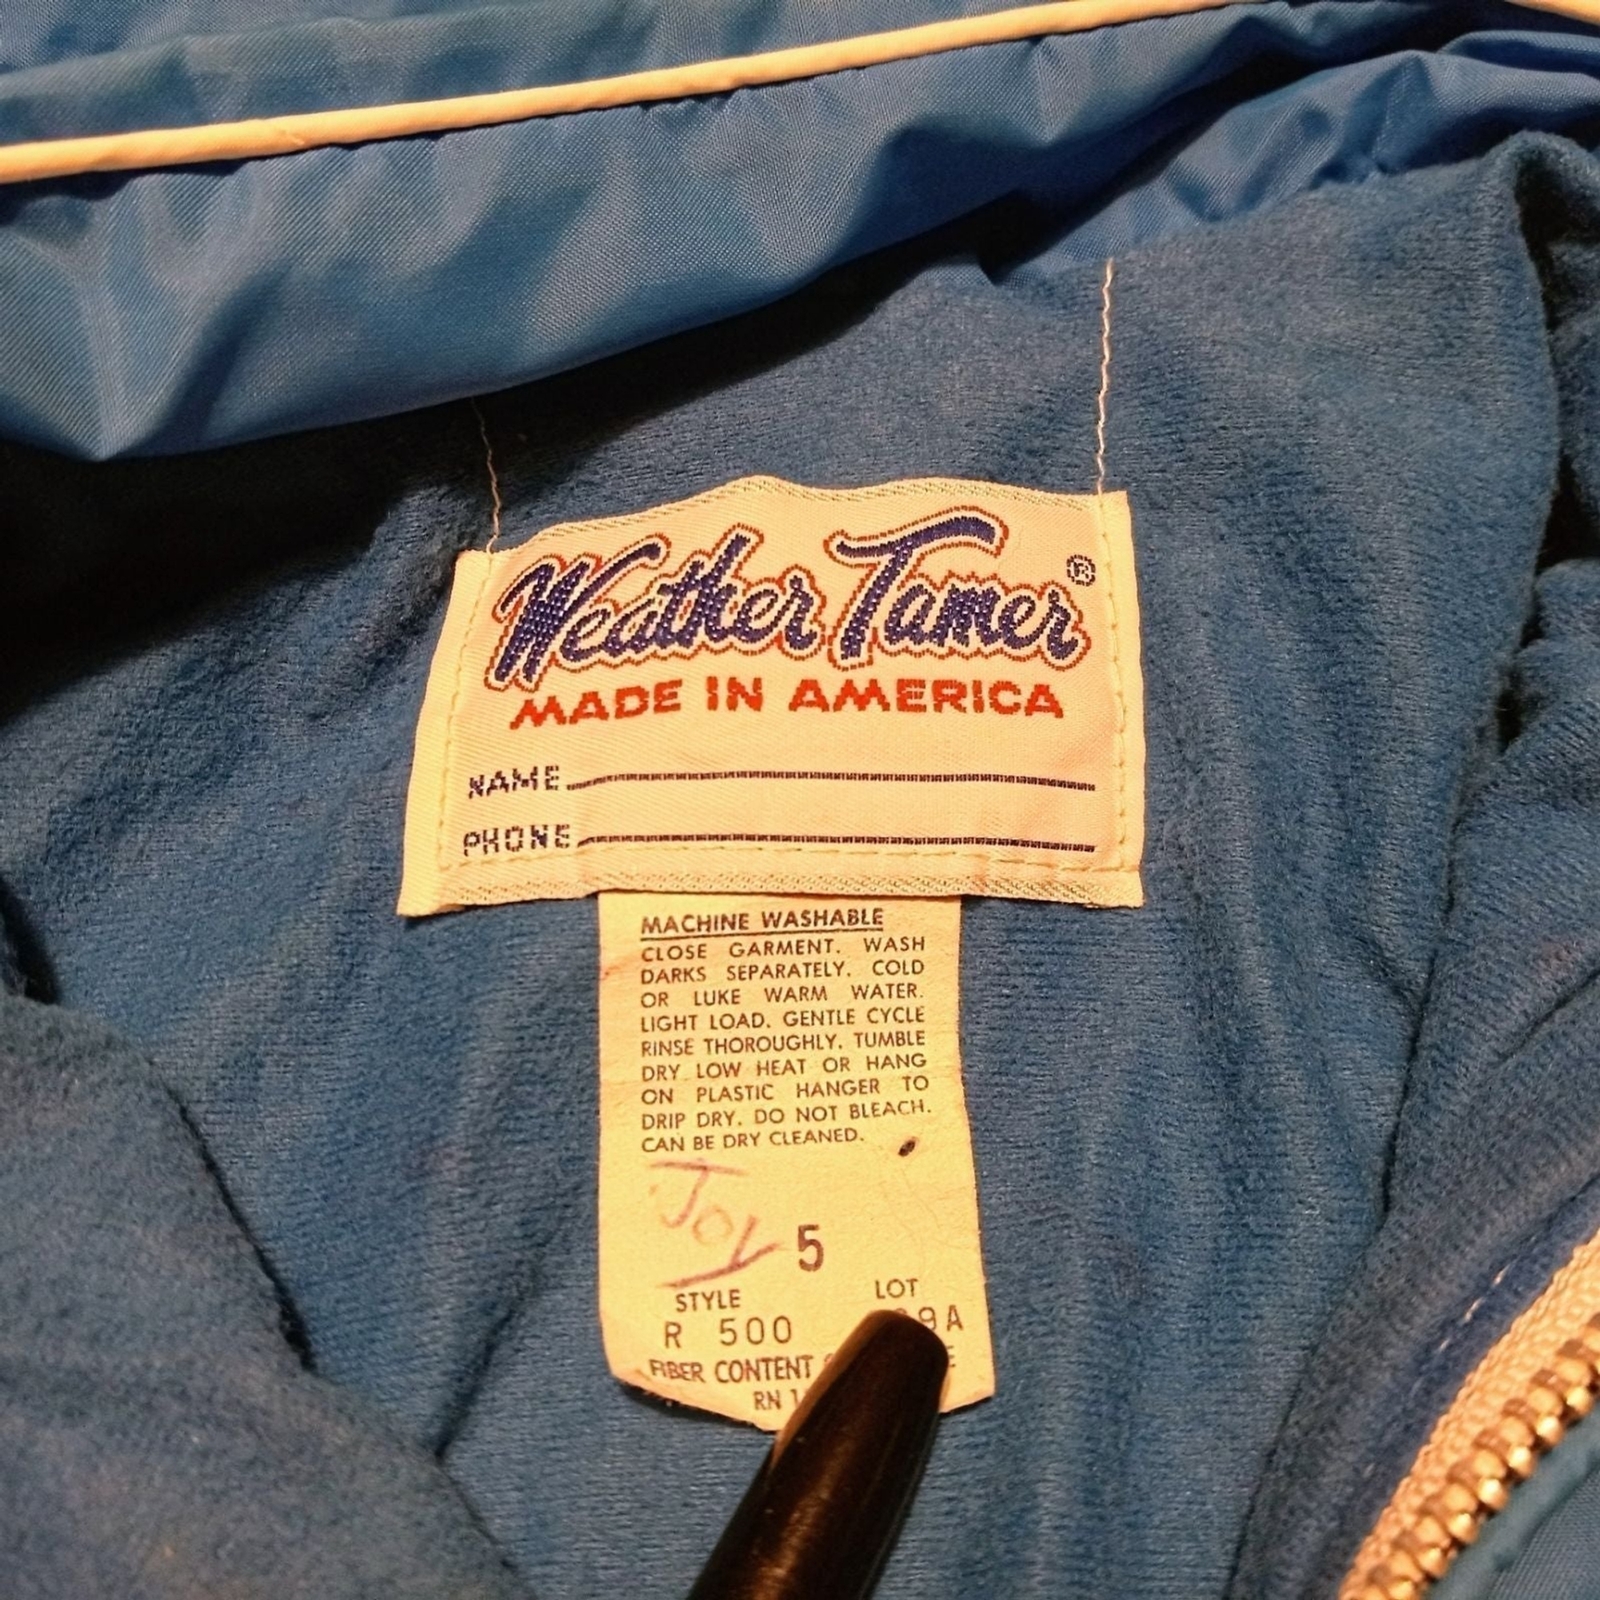 Weather Tamer®
MADE IN AMERICA
NAME
PHONE
MACHINE WASHABLE
CLOSE GARMENT. WASH
DARKS SEPARATELY. COLD
OR LUKE WARM WATER.
LIGHT LOAD. GENTLE CYCLE
RINSE THOROUGHLY. TUMBLE
DRY LOW HEAT OR HANG
ON PLASTIC HANGER TO
DRIP DRY. DO NOT BLEACH.
CAN BE DRY CLEANED.
Joy 5
STYLE LOT
R 500
FIBER CONTENT
RN